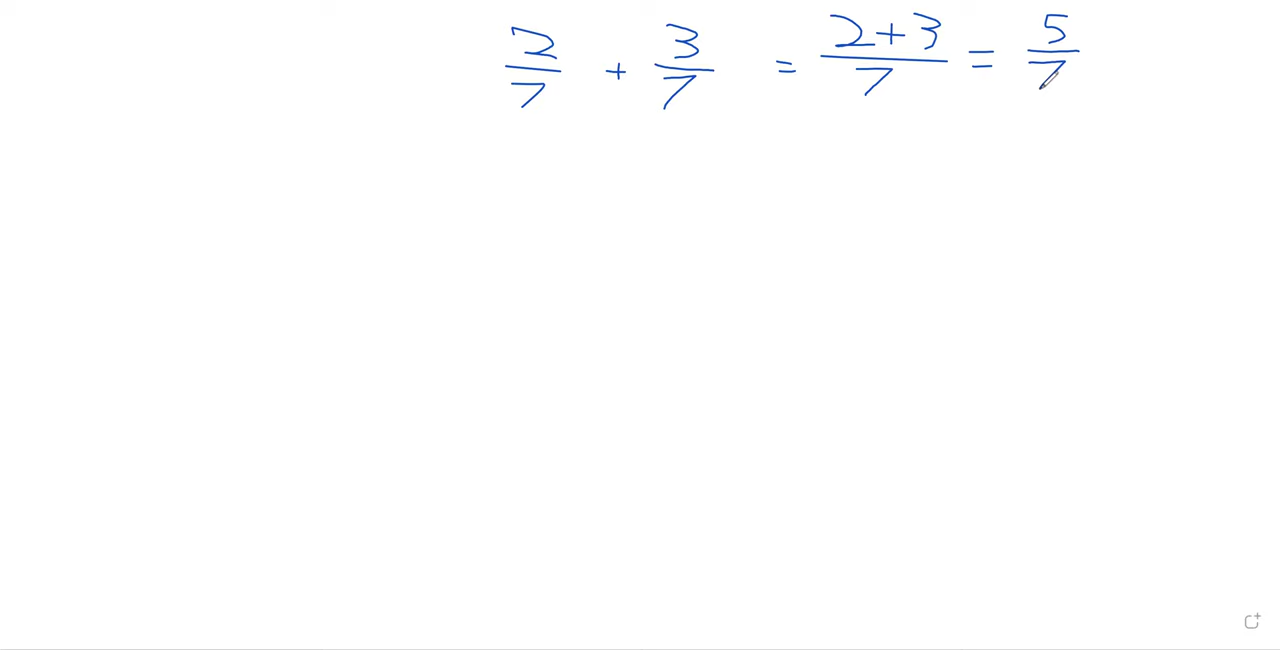 2/7 + 3/7 = (2+3)/7 = 5/7